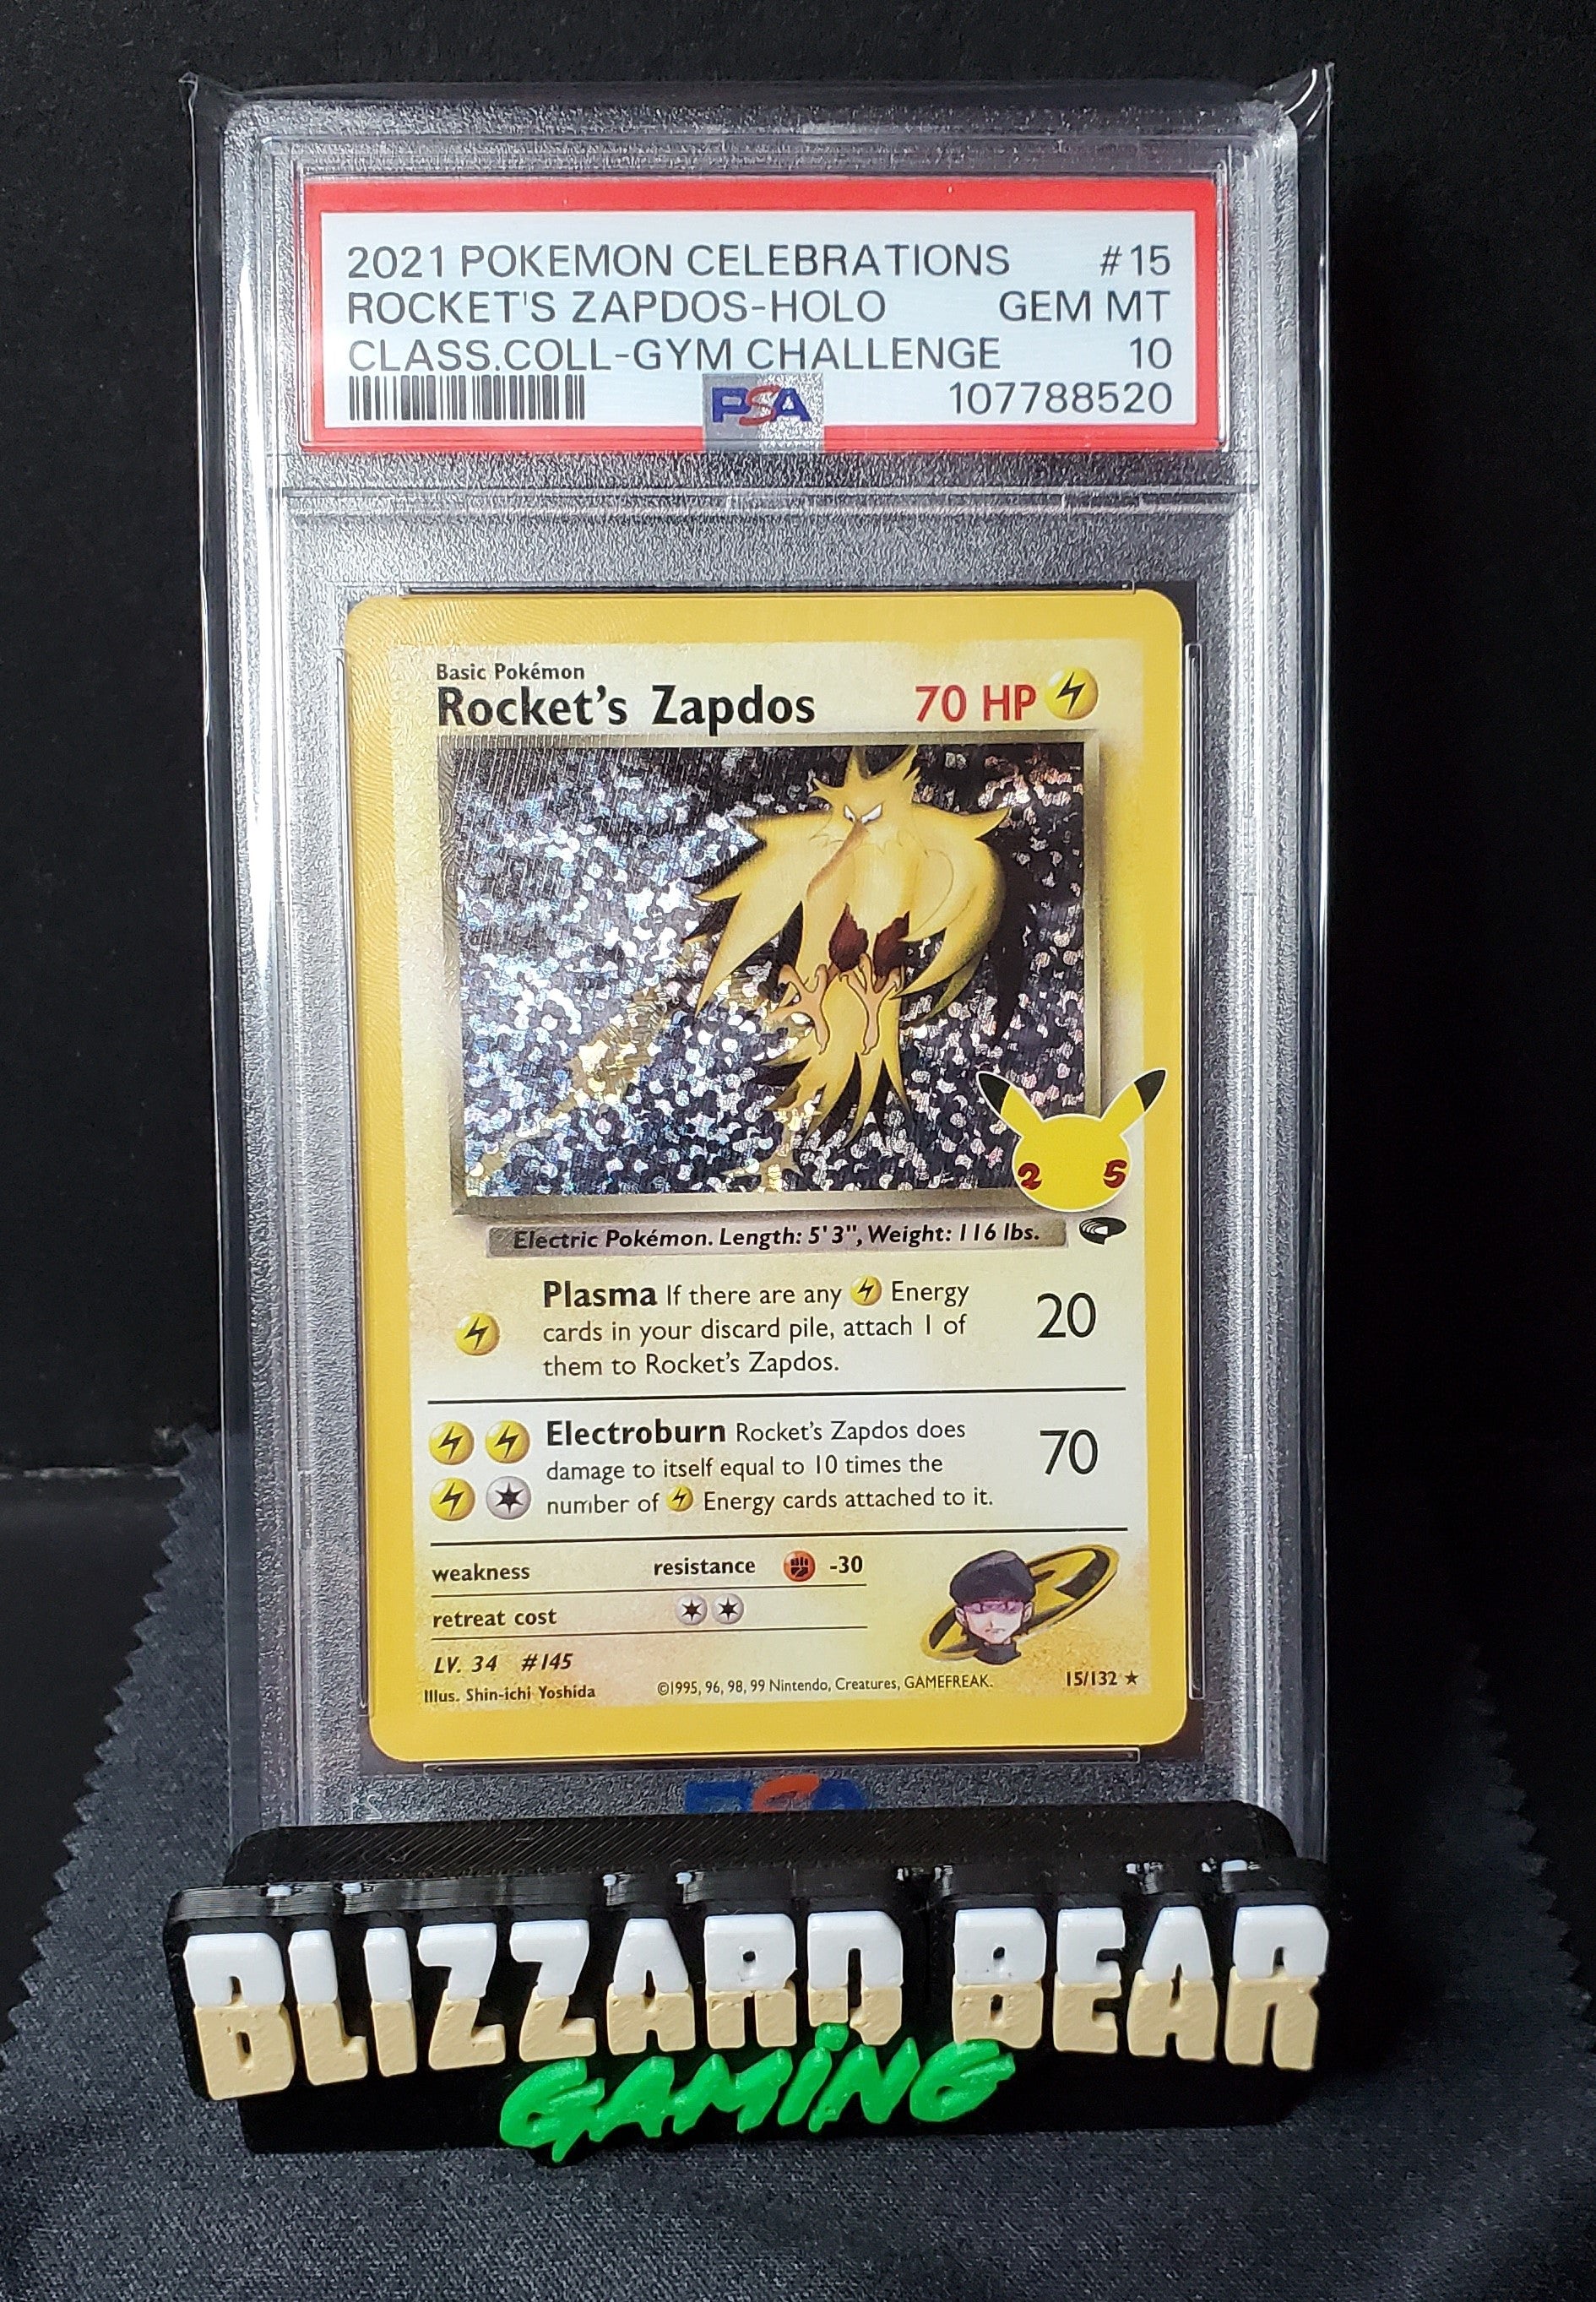 2021 POKEMON CELEBRATIONS #15
ROCKET'S ZAPDOS-HOLO GEM MT
CLASS.COLL-GYM CHALLENGE 10
PSA 107788520
Basic Pokémon
Rocket's Zapdos 70 HP
25
Electric Pokémon. Length: 5'3", Weight: 116 lbs.
Plasma If there are any Energy
cards in your discard pile, attach 1 of
them to Rocket's Zapdos.
20
Electroburn Rocket's Zapdos does
damage to itself equal to 10 times the
number of Energy cards attached to it.
70
weakness resistance -30
retreat cost
LV. 34 #145
Illus. Shin-ichi Yoshida ©1995, 96, 98, 99 Nintendo, Creatures, GAMEFREAK. 15/132
PSA
BLIZZARD BEAR
GAMING